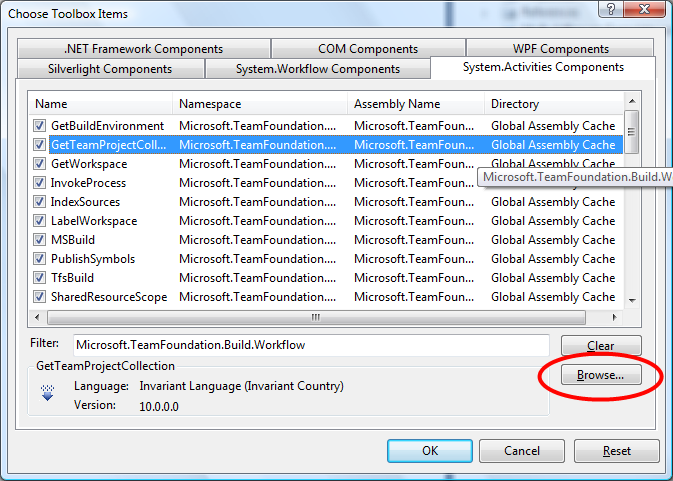 Choose Toolbox Items
.NET Framework Components COM Components WPF Components
Silverlight Components System.Workflow Components System.Activities Components
Name Namespace Assembly Name Directory
GetBuildEnvironment Microsoft.TeamFoundation.... Microsoft.TeamFoun... Global Assembly Cache
GetTeamProjectColl... Microsoft.TeamFoundation.... Microsoft.TeamFoun... Global Assembly Cache
GetWorkspace Microsoft.TeamFoundation.... Microsoft.TeamFoun...
Microsoft.TeamFoundation.Build.W
InvokeProcess Microsoft.TeamFoundation.... Microsoft.TeamFoun... Global Assembly Cache
IndexSources Microsoft.TeamFoundation.... Microsoft.TeamFoun... Global Assembly Cache
LabelWorkspace Microsoft.TeamFoundation.... Microsoft.TeamFoun... Global Assembly Cache
MSBuild Microsoft.TeamFoundation.... Microsoft.TeamFoun... Global Assembly Cache
PublishSymbols Microsoft.TeamFoundation.... Microsoft.TeamFoun... Global Assembly Cache
TfsBuild Microsoft.TeamFoundation.... Microsoft.TeamFoun... Global Assembly Cache
SharedResourceScope Microsoft.TeamFoundation.... Microsoft.TeamFoun... Global Assembly Cache
Filter: Microsoft.TeamFoundation.Build.Workflow Clear
GetTeamProjectCollection Browse...
Language: Invariant Language (Invariant Country)
Version: 10.0.0.0
OK Cancel Reset